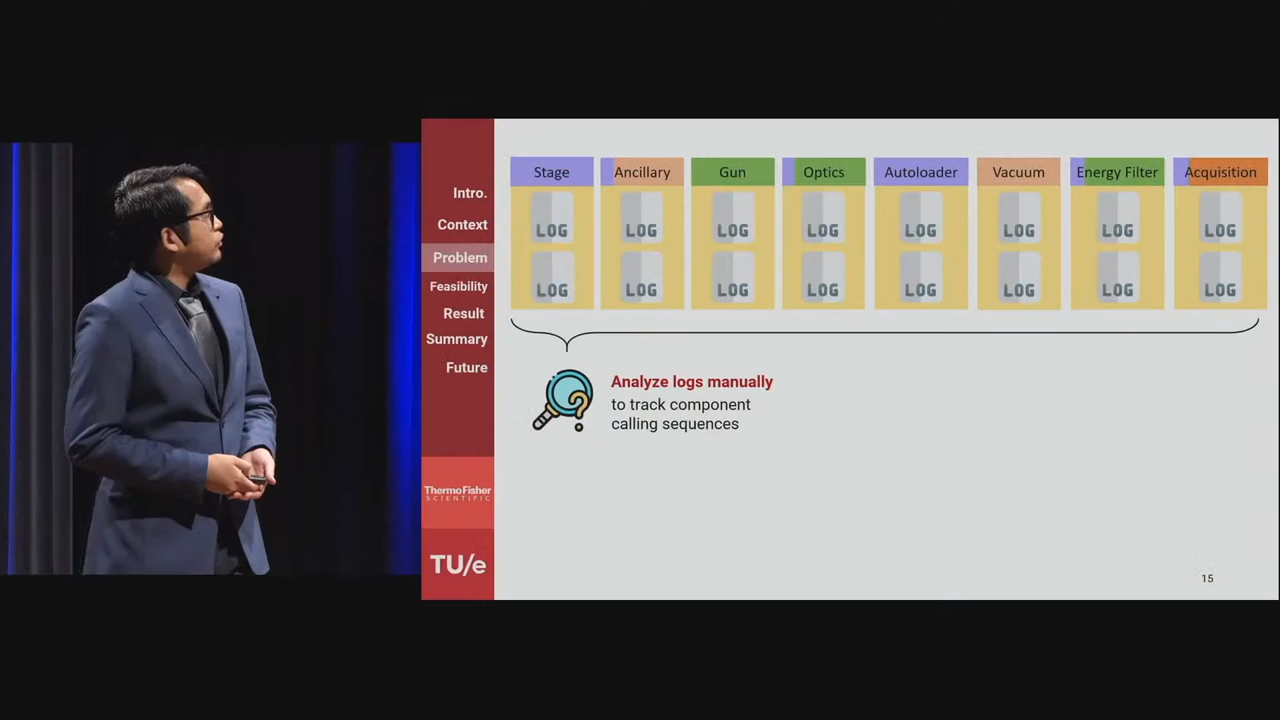 Intro.
Context
Problem
Feasibility
Result
Summary
Future
ThermoFisher
SCIENTIFIC
TU/e
Stage Ancillary Gun Optics Autoloader Vacuum Energy Filter Acquisition
LOG LOG LOG LOG LOG LOG LOG LOG
LOG LOG LOG LOG LOG LOG LOG LOG
Analyze logs manually
to track component
calling sequences
15